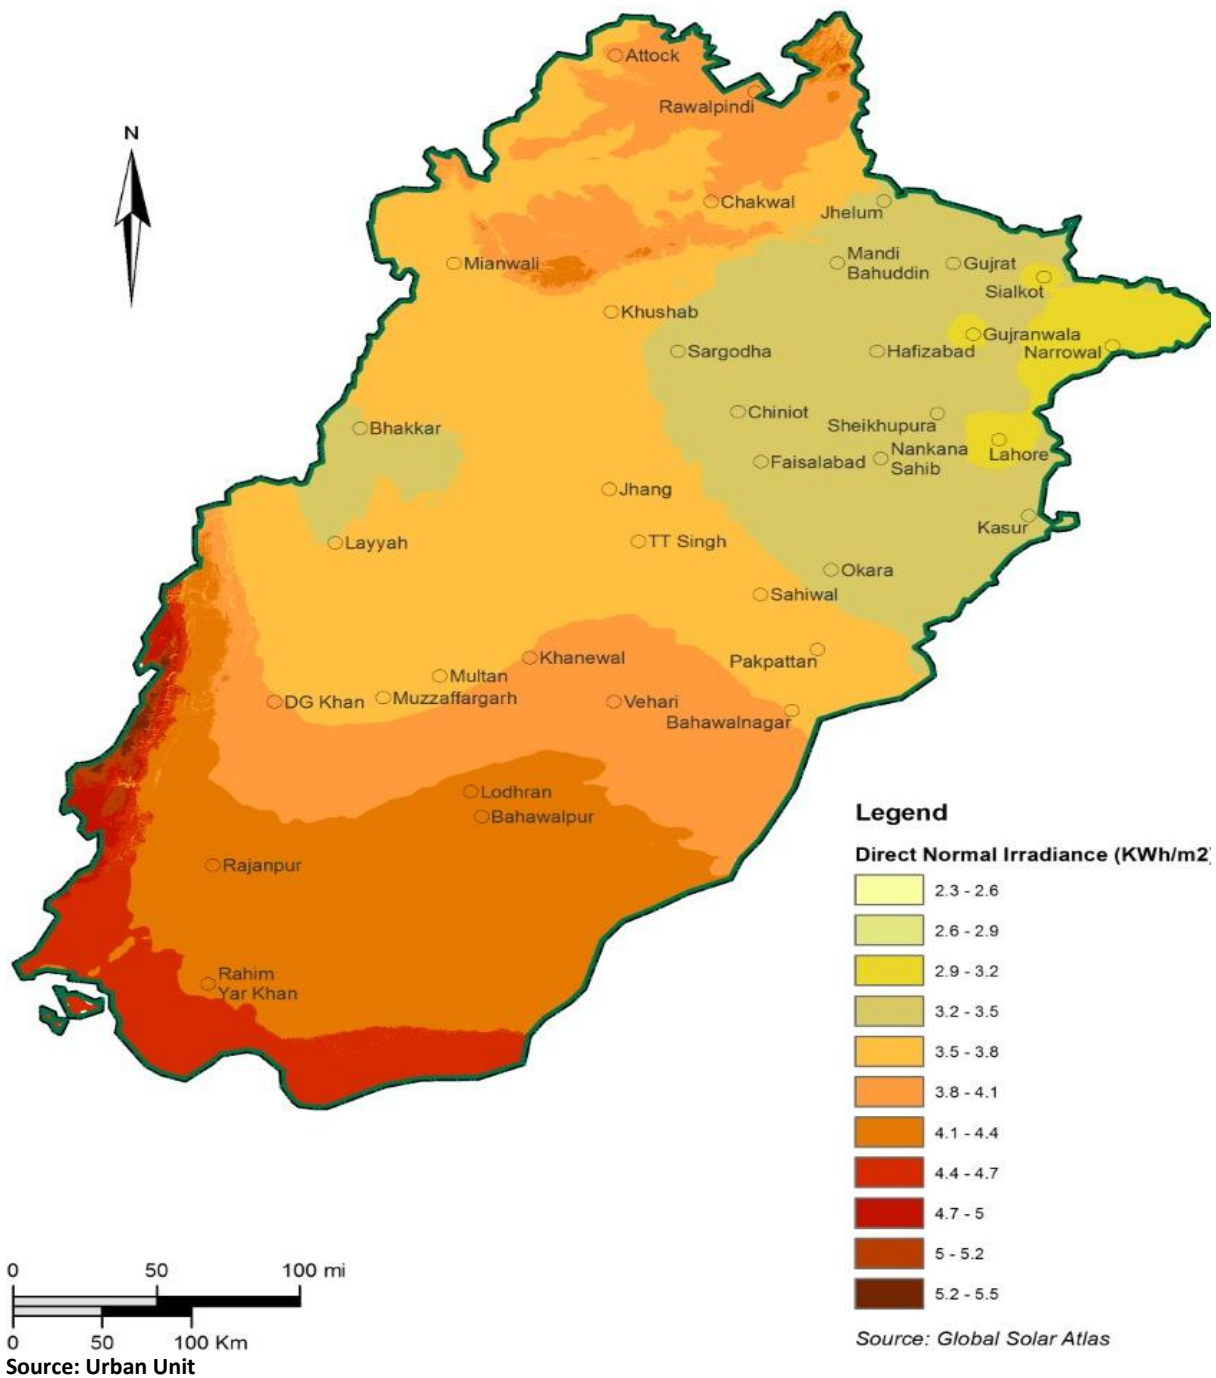 Attock
Rawalpindi
N
Chakwal
Jhelum
Mianwali
Mandi
Bahuddin
Gujrat
Sialkot
Khushab
Gujranwala
Sargodha
Hafizabad
Narrowal
Chiniot
Sheikhupura
Bhakkar
Lahore
Faisalabad
Nankana
Sahib
Jhang
Kasur
Layyah
TT Singh
Okara
Sahiwal
Khanewal
Pakpattan
Multan
DG Khan
Muzzaffargarh
Vehari
Bahawalnagar
Lodhran
Bahawalpur
Rajanpur
Rahim
Yar Khan
Legend
Direct Normal Irradiance (KWh/m2)
2.3 - 2.6
2.6 - 2.9
2.9 - 3.2
3.2 - 3.5
3.5 - 3.8
3.8 - 4.1
4.1 - 4.4
4.4 - 4.7
4.7 - 5
5 - 5.2
5.2 - 5.5
Source: Global Solar Atlas
0 50 100 mi
0 50 100 Km
Source: Urban Unit